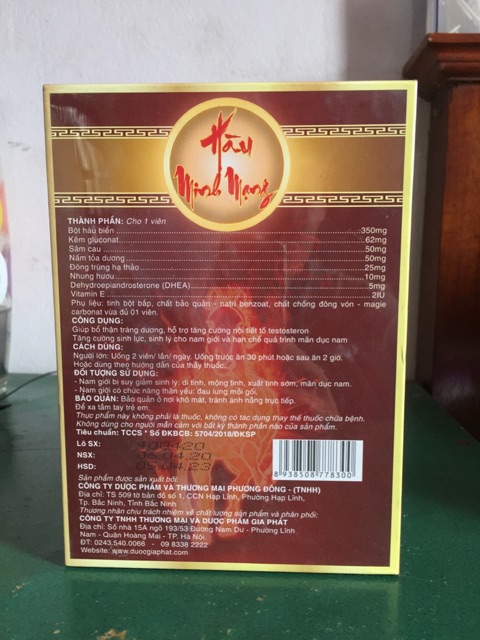 Hàu
Minh Mạng
THÀNH PHẦN: Cho 1 viên
Bột hàu biển 350mg
Kẽm gluconat 62mg
Sâm cau 50mg
Nấm tỏa dương 50mg
Đông trùng hạ thảo 25mg
Nhung hươu 10mg
Dehydroepiandrosterone (DHEA) 5mg
Vitamin E 2IU
Phụ liệu: tinh bột bắp, chất bảo quản - natri benzoat, chất chống đông vón - magie
carbonat vừa đủ 01 viên.
CÔNG DỤNG:
Giúp bổ thận tráng dương, hỗ trợ tăng cường nội tiết tố testosteron
Tăng cường sinh lực, sinh lý cho nam giới và hạn chế quá trình mãn dục nam
CÁCH DÙNG:
Người lớn: Uống 2 viên/ lần/ ngày. Uống trước ăn 30 phút hoặc sau ăn 2 giờ.
Hoặc dùng theo hướng dẫn của thầy thuốc.
ĐỐI TƯỢNG SỬ DỤNG:
- Nam giới bị suy giảm sinh lý: di tinh, mộng tinh, xuất tinh sớm, mãn dục nam.
- Nam giới có chức năng thận yếu: đau lưng mỏi gối.
BẢO QUẢN: Bảo quản ở nơi khô mát, tránh ánh nắng trực tiếp.
Để xa tầm tay trẻ em.
Thực phẩm này không phải là thuốc, không có tác dụng thay thế thuốc chữa bệnh.
Không dùng cho người mẫn cảm với bất kỳ thành phần nào của sản phẩm.
Tiêu chuẩn: TCCS * Số ĐKBCB: 5704/2018/ĐKSP
Lô SX:
NSX: 06.04.20
HSD: 05.04.23
8 938508 778300
Sản phẩm được sản xuất bởi:
CÔNG TY DƯỢC PHẨM VÀ THƯƠNG MẠI PHƯƠNG ĐÔNG - (TNHH)
Địa chỉ: TS 509 tờ bản đồ số 1, CCN Hạp Lĩnh, Phường Hạp Lĩnh,
Tp. Bắc Ninh, Tỉnh Bắc Ninh
Thương nhân chịu trách nhiệm về chất lượng sản phẩm và phân phối:
CÔNG TY TNHH THƯƠNG MẠI VÀ DƯỢC PHẨM GIA PHÁT
Địa chỉ: Số nhà 15A ngõ 193/53 Đường Nam Dư - Phường Lĩnh
Nam - Quận Hoàng Mai - TP. Hà Nội.
ĐT: 0243.540.0066 - 09 8338 2222
Website: www.duocgiaphat.com